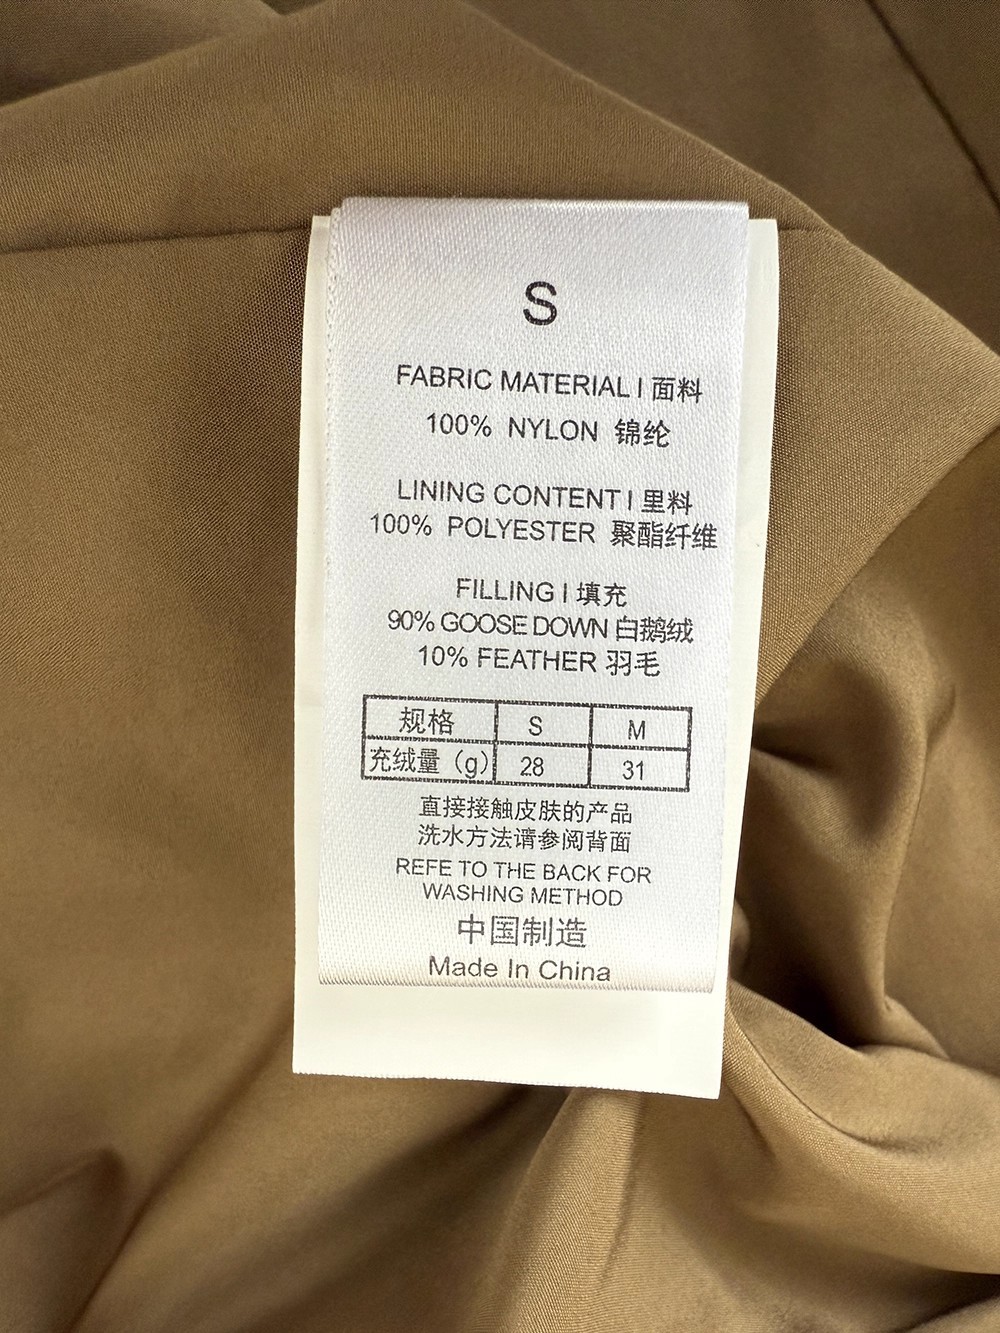 S
FABRIC MATERIAL | 面料
100% NYLON 锦纶
LINING CONTENT | 里料
100% POLYESTER 聚酯纤维
FILLING | 填充
90% GOOSE DOWN 白鹅绒
10% FEATHER 羽毛
规格 S M
充绒量 (g) 28 31
直接接触皮肤的产品
洗水方法请参阅背面
REFE TO THE BACK FOR
WASHING METHOD
中国制造
Made In China